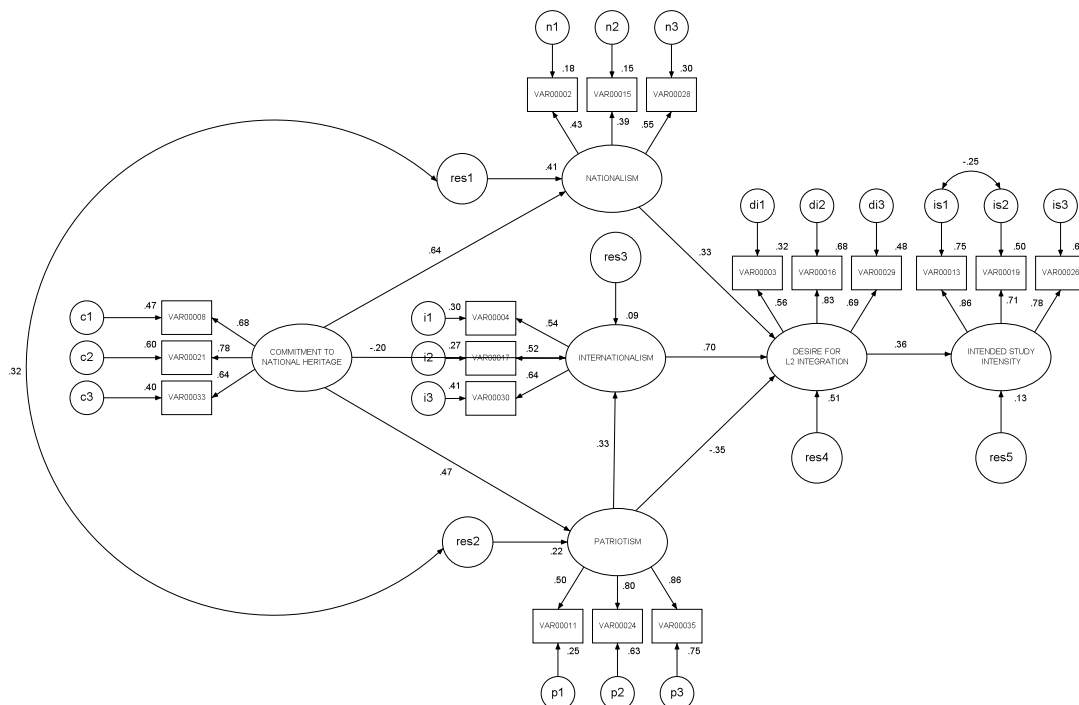 n1 n2 n3
.18 .15 .30
VAR00002 VAR00015 VAR00028
.43 .39 .55
-.25
res1 .41 NATIONALISM
di1 di2 di3 is1 is2 is3
.64 res3 .33
.32 .68 .48 .75 .50 .6
VAR00003 VAR00016 VAR00029 VAR00013 VAR00019 VAR00026
.56 .83 .69 .86 .71 .78
c1 .47 VAR00008 .68
i1 .30 VAR00004 .54 .09
c2 .60 VAR00021 .78
COMMITMENT TO
NATIONAL HERITAGE
-.20 i2 .27 VAR00017 .52
INTERNATIONALISM
.70
DESIRE FOR
L2 INTEGRATION
.36
INTENDED STUDY
INTENSITY
c3 .40 VAR00033 .64
i3 .41 VAR00030 .64
.32
.51 .13
.33 -.35 res4 res5
.47
res2 .22 PATRIOTISM
.50 .80 .86
VAR00011 VAR00024 VAR00035
.25 .63 .75
p1 p2 p3